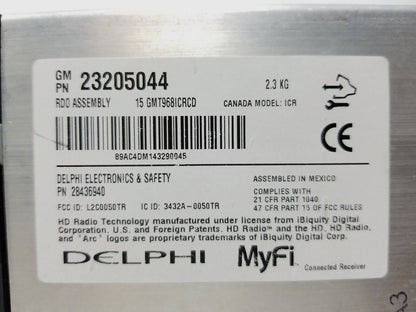 GM PN 23205044 2.3 KG
RDO ASSEMBLY 15 GMT968ICRCD CANADA MODEL: ICR
89AC4DM143290045
CE
DELPHI ELECTRONICS & SAFETY ASSEMBLED IN MEXICO
PN 28436940 COMPLIES WITH
21 CFR PART 1040
FCC ID: L2C0050TR IC ID: 3432A-0050TR 47 CFR PART 15 OF FCC RULES
HD Radio Technology manufactured under license from iBiquity Digital
Corporation. U.S. and Foreign Patents. HD Radio™ and the HD, HD Radio,
and "Arc" logos are proprietary trademarks of iBiquity Digital Corp.
DELPHI MyFi Connected Receiver